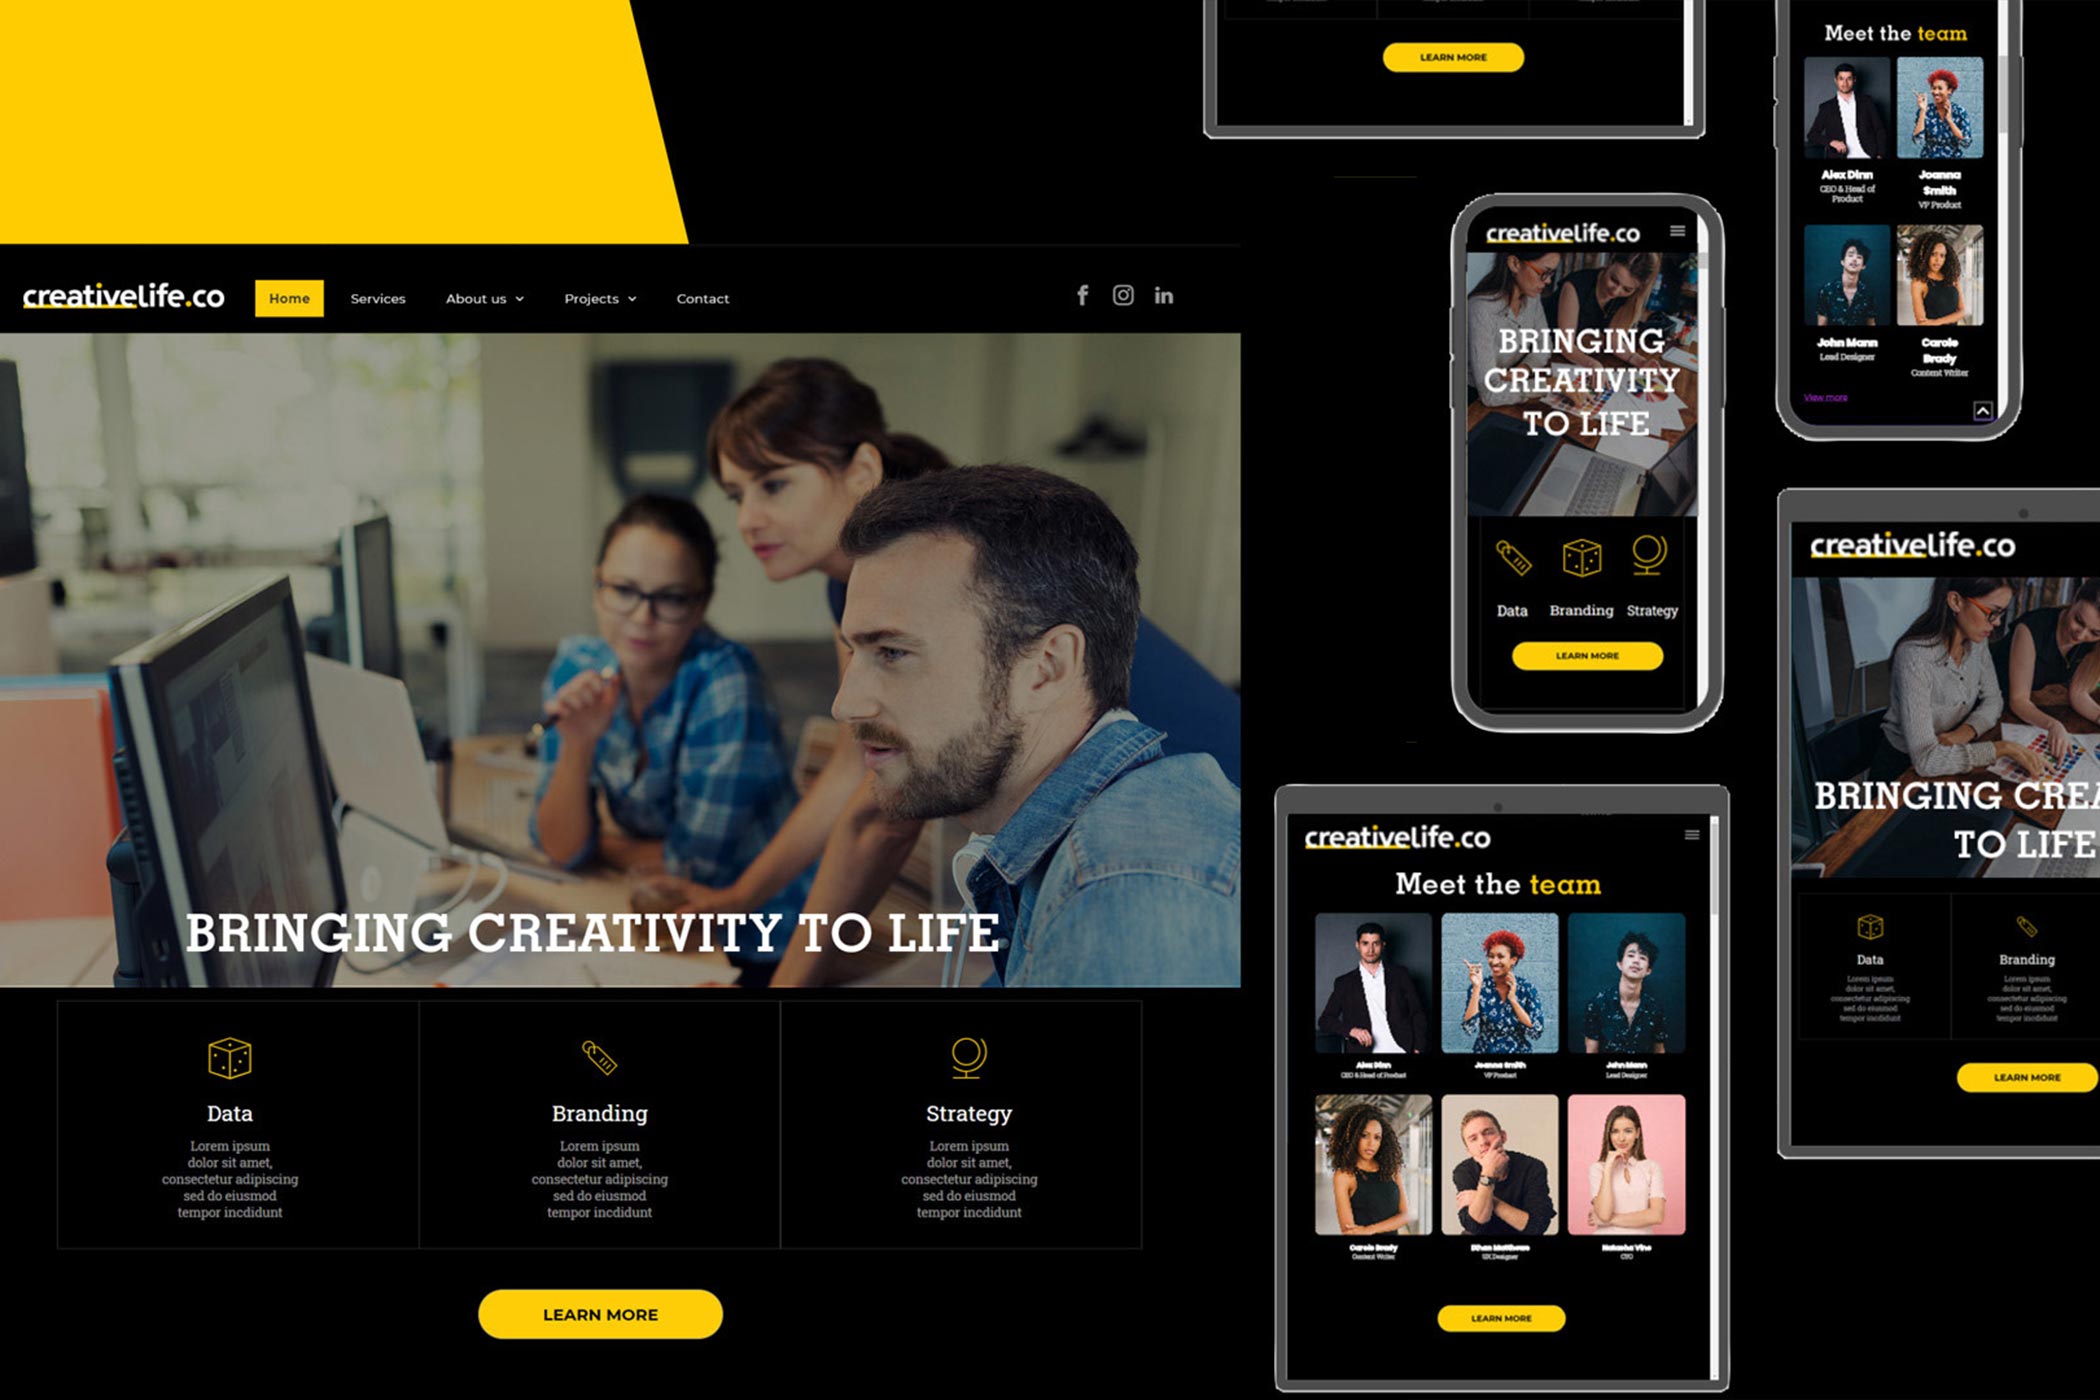 creativelife.co
Home
Services
About us
Projects
Contact
BRINGING CREATIVITY TO LIFE
Data
Lorem ipsum
dolor sit amet,
consectetur adipiscing
sed do eiusmod
tempor incdidunt
Branding
Lorem ipsum
dolor sit amet,
consectetur adipiscing
sed do eiusmod
tempor incdidunt
Strategy
Lorem ipsum
dolor sit amet,
consectetur adipiscing
sed do eiusmod
tempor incdidunt
LEARN MORE
LEARN MORE
creativelife.co
BRINGING
CREATIVITY
TO LIFE
Data
Branding
Strategy
LEARN MORE
Meet the team
Alex Dinn
CEO & Head of
Product
Joanna
Smith
VP Product
John Mann
Lead Designer
Carole
Brady
Content Writer
View more
creativelife.co
Meet the team
Alex Dinn
CEO & Head of Product
Joanna Smith
VP Product
John Mann
Lead Designer
Carole Brady
Content Writer
Ethan Matthews
UX Designer
Natasha Vine
CTO
LEARN MORE
creativelife.co
BRINGING CREA
TO LIFE
Data
Lorem ipsum
dolor sit amet,
consectetur adipiscing
sed do eiusmod
tempor incdidunt
Branding
Lorem ipsum
dolor sit amet,
consectetur adipiscing
sed do eiusmod
tempor incdidunt
LEARN MORE